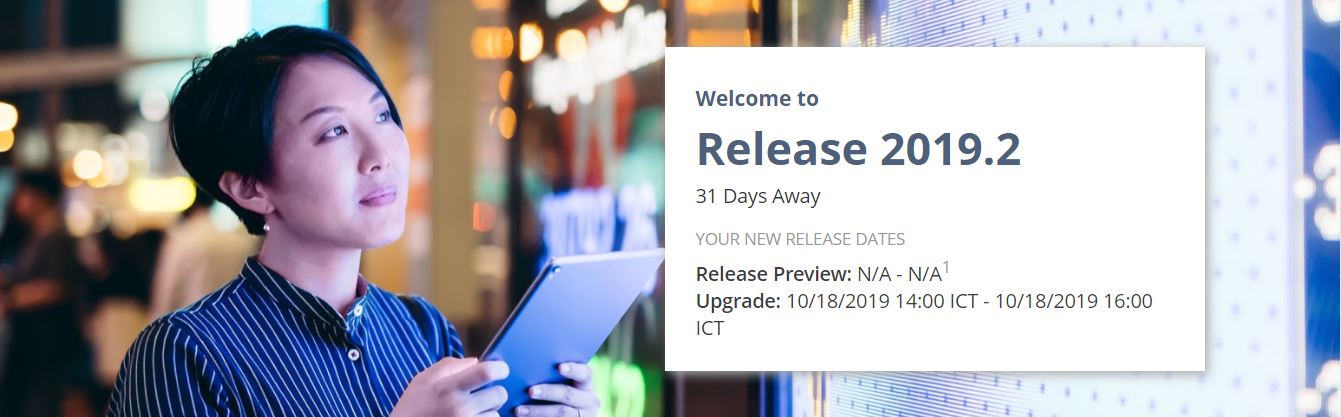 Welcome to
Release 2019.2
31 Days Away
YOUR NEW RELEASE DATES
Release Preview: N/A - N/A1
Upgrade: 10/18/2019 14:00 ICT - 10/18/2019 16:00
ICT